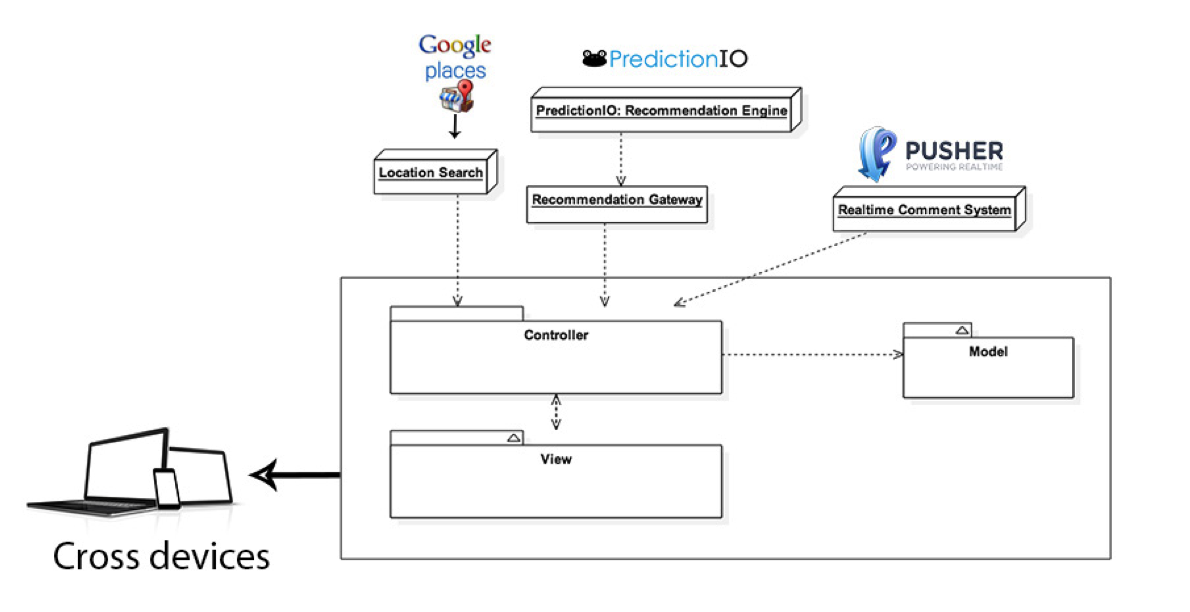 Google
places
PredictionIO
PredictionIO: Recommendation Engine
PUSHER
POWERING REALTIME
Location Search
Recommendation Gateway
Realtime Comment System
Controller
Model
View
Cross devices